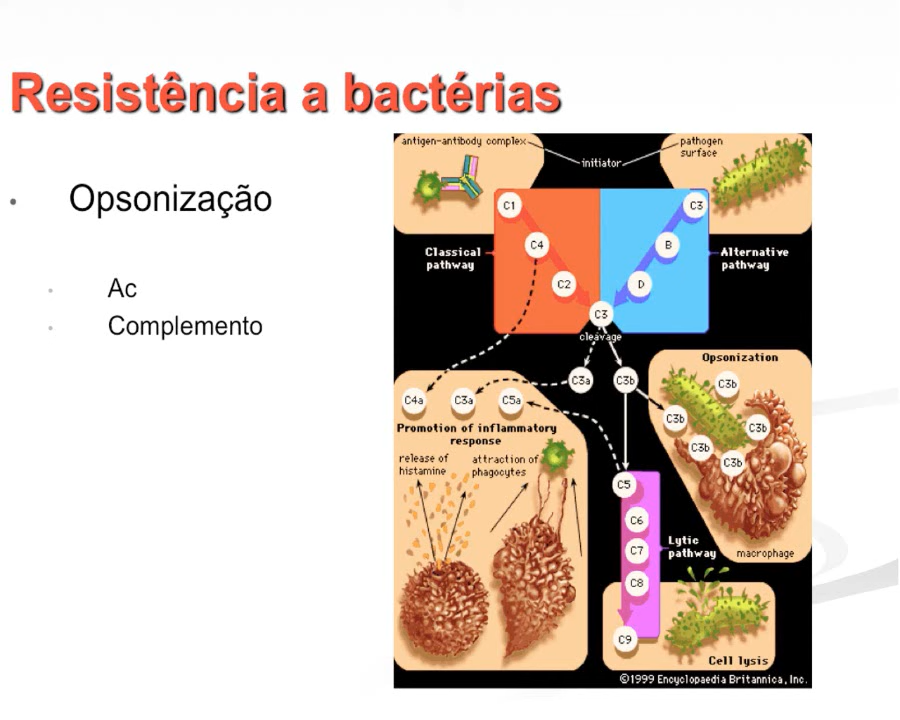 Resistência a bactérias
• Opsonização
• Ac
• Complemento
antigen-antibody complex
initiator
pathogen
surface
C1
C3
C4
B
Classical
pathway
Alternative
pathway
C2
D
C3
cleavage
Opsonization
C3a
C3b
C3b
C4a
C3a
C5a
C3b
C3b
C3b
C3b
Promotion of inflammatory
response
release of
histamine
attraction of
phagocytes
C5
C6
C7
C8
C9
Lytic
pathway
macrophage
Cell lysis
©1999 Encyclopaedia Britannica, Inc.